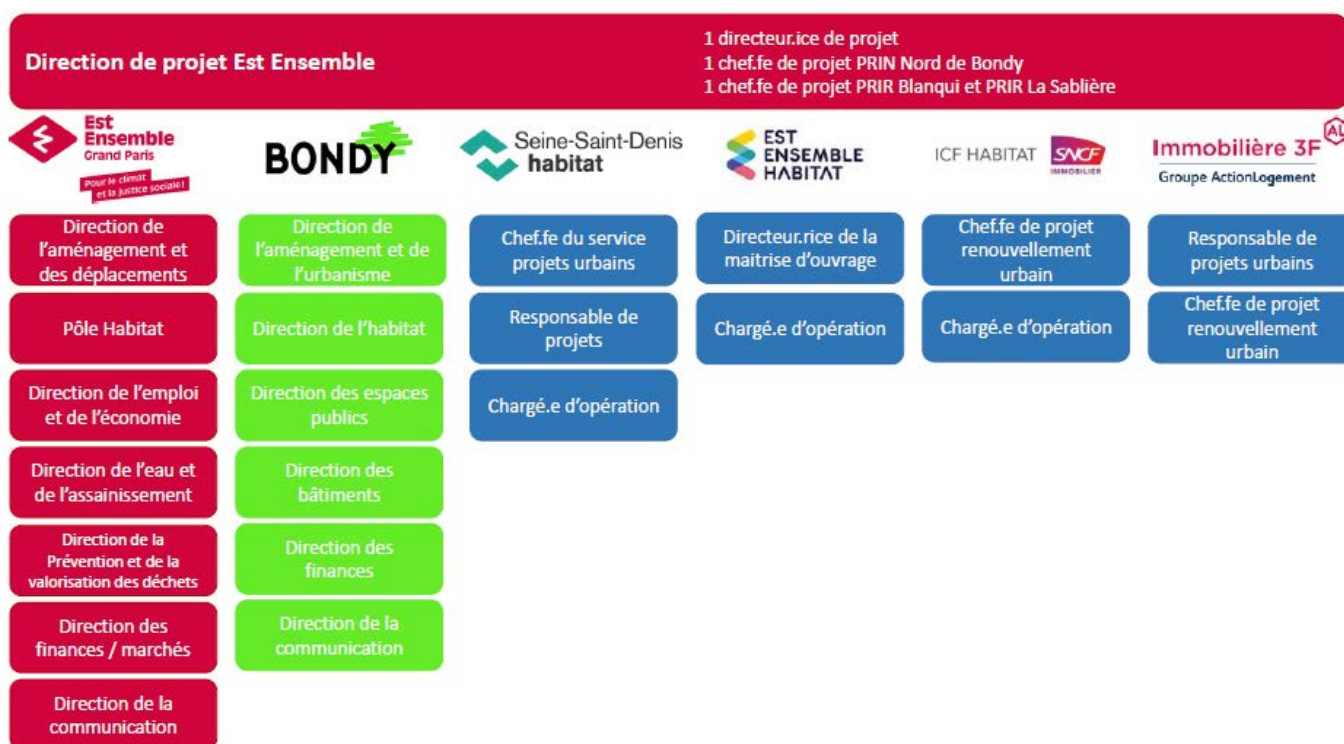 Direction de projet Est Ensemble
1 directeur.ice de projet
1 chef.fe de projet PRIN Nord de Bondy
1 chef.fe de projet PRIR Blanqui et PRIR La Sablière
Est
Ensemble
Grand Paris
Pour le climat
et la justice sociale !
BONDY
Seine-Saint-Denis
habitat
EST
ENSEMBLE
HABITAT
ICF HABITAT
SNCF
IMMOBILIER
AL
Immobilière 3F
Groupe ActionLogement
Direction de
l'aménagement et
des déplacements
Pôle Habitat
Direction de l'emploi
et de l'économie
Direction de l'eau et
de l'assainissement
Direction de la
Prévention et de la
valorisation des déchets
Direction des
finances / marchés
Direction de la
communication
Direction de
l'aménagement et de
l'urbanisme
Direction de l'habitat
Direction des espaces
publics
Direction des
bâtiments
Direction des
finances
Direction de la
communication
Chef.fe du service
projets urbains
Responsable de
projets
Chargé.e d'opération
Directeur.rice de la
maitrise d'ouvrage
Chargé.e d'opération
Chef.fe de projet
renouvellement
urbain
Chargé.e d'opération
Responsable de
projets urbains
Chef.fe de projet
renouvellement
urbain